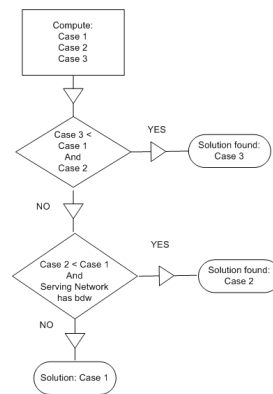 Compute:
Case 1
Case 2
Case 3
Case 3 <
Case 1
And
Case 2
YES
Solution found:
Case 3
NO
Case 2 < Case 1
And
Serving Network
has bdw
YES
Solution found:
Case 2
NO
Solution: Case 1